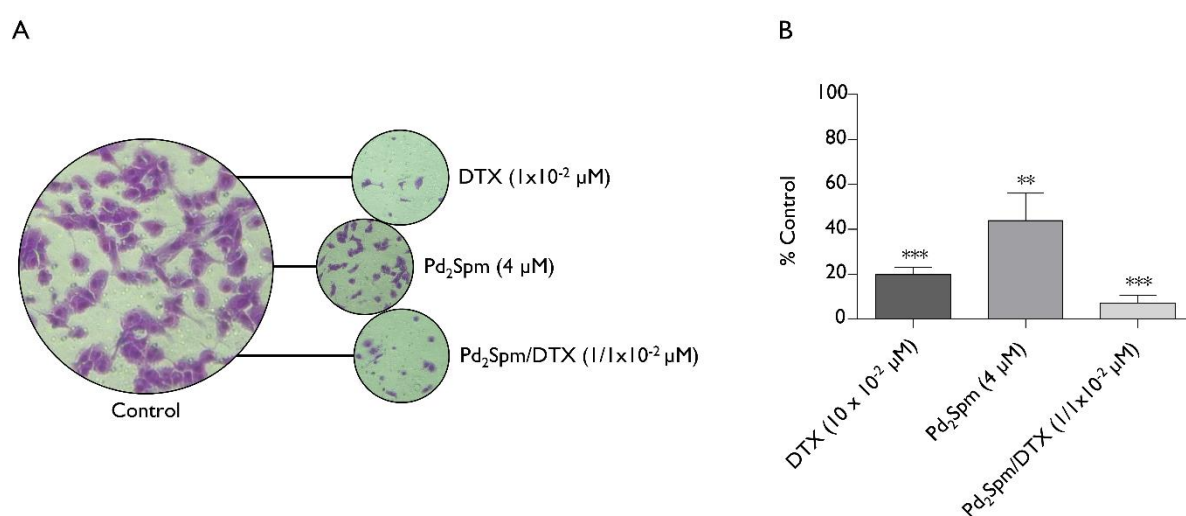 A
B
DTX (1x10⁻² µM)
Pd₂Spm (4 µM)
Pd₂Spm/DTX (1/1x10⁻² µM)
Control
% Control
100
80
60
40
20
0
***
**
***
DTX (10 x 10⁻² µM)
Pd₂Spm (4 µM)
Pd₂Spm/DTX (1/1x10⁻² µM)